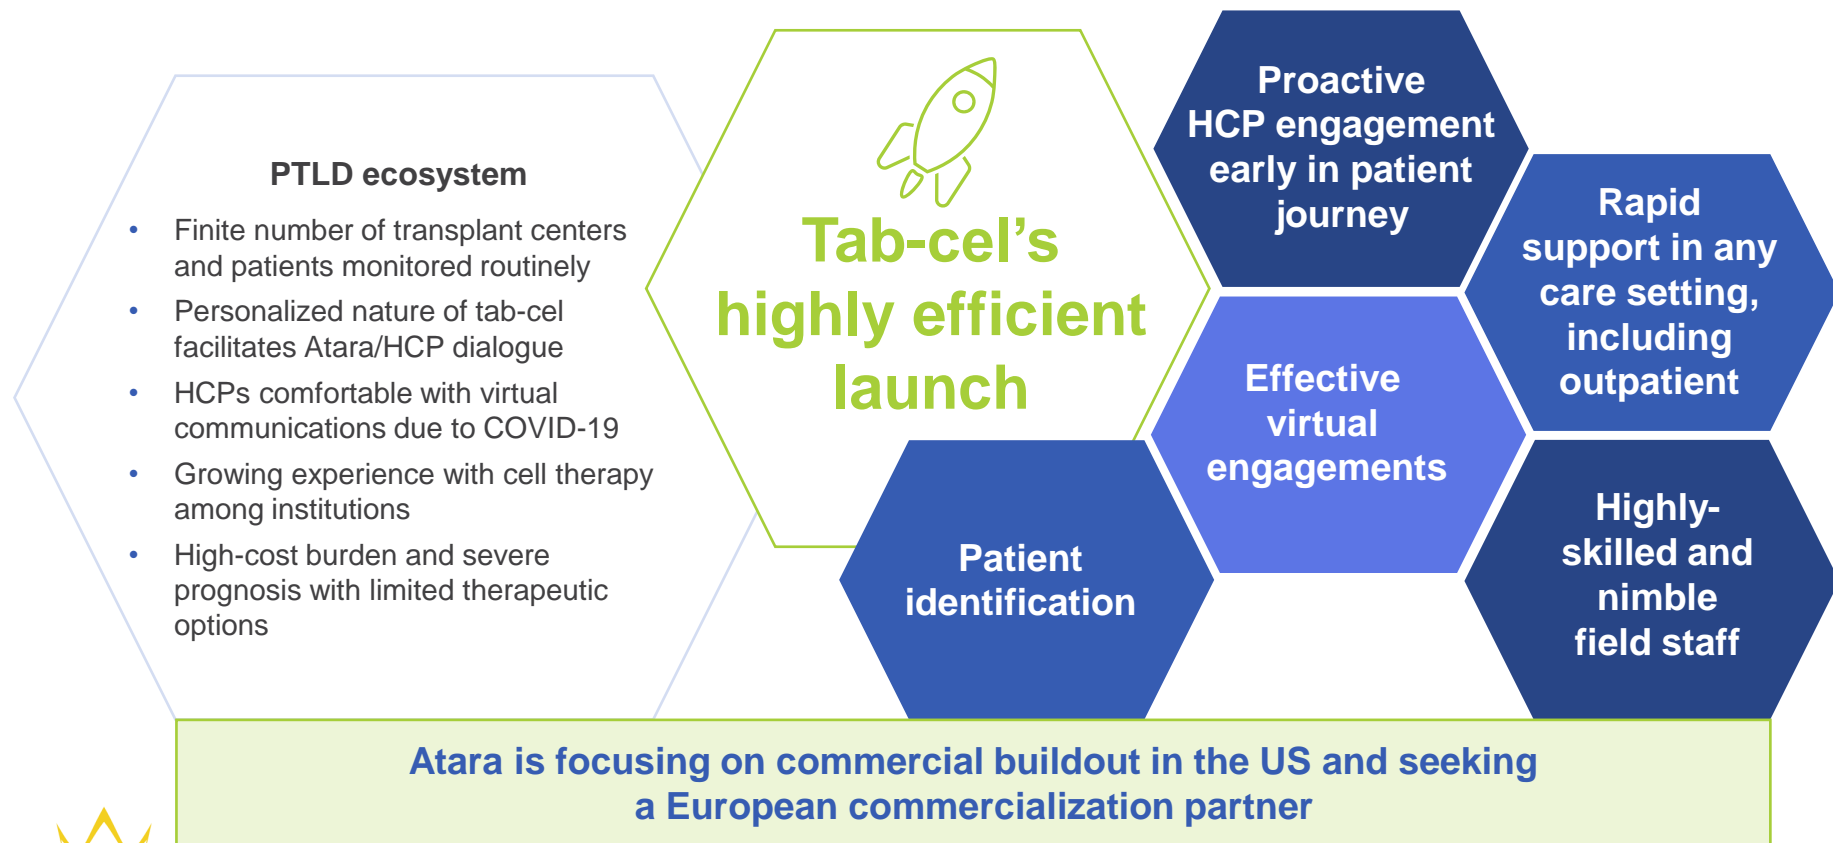 PTLD ecosystem
• Finite number of transplant centers
and patients monitored routinely
• Personalized nature of tab-cel
facilitates Atara/HCP dialogue
• HCPs comfortable with virtual
communications due to COVID-19
• Growing experience with cell therapy
among institutions
• High-cost burden and severe
prognosis with limited therapeutic
options
Tab-cel’s
highly efficient
launch
Proactive
HCP engagement
early in patient
journey
Rapid
support in any
care setting,
including
outpatient
Effective
virtual
engagements
Patient
identification
Highly-
skilled and
nimble
field staff
Atara is focusing on commercial buildout in the US and seeking
a European commercialization partner